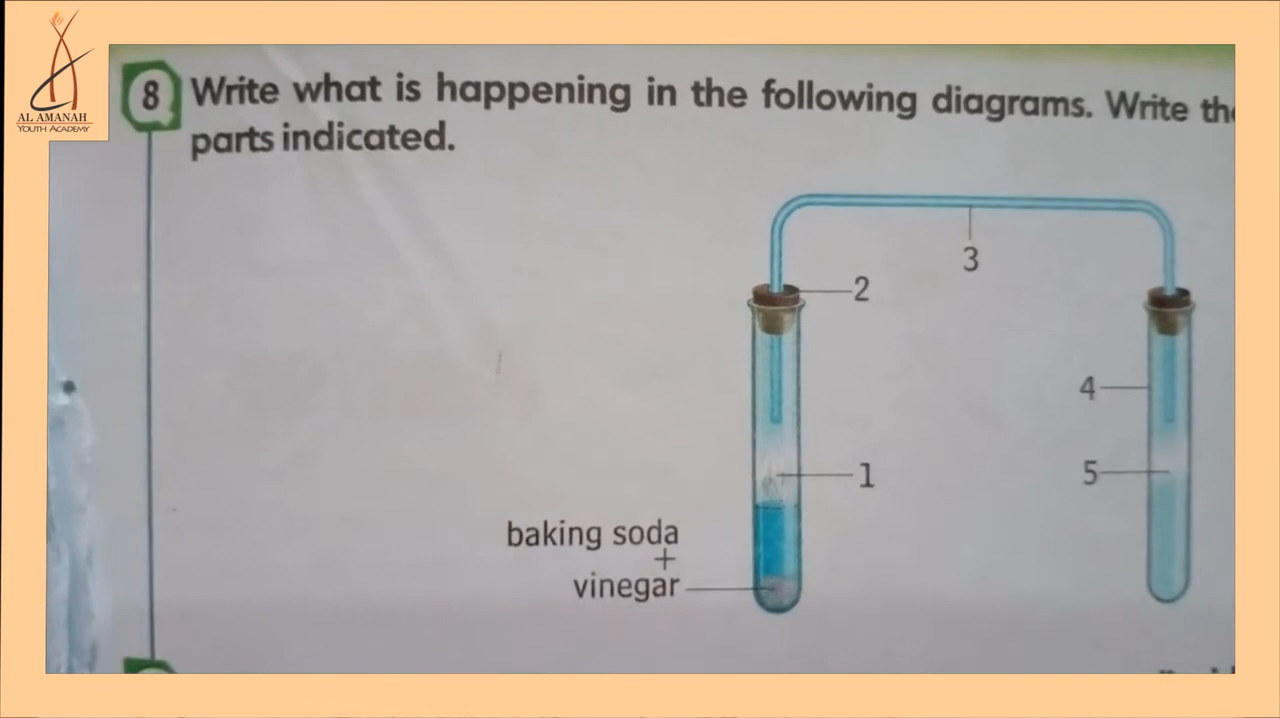 AL AMANAH
YOUTH ACADEMY
8 Write what is happening in the following diagrams. Write
parts indicated.
3
2
4
1
5
baking soda
+
vinegar